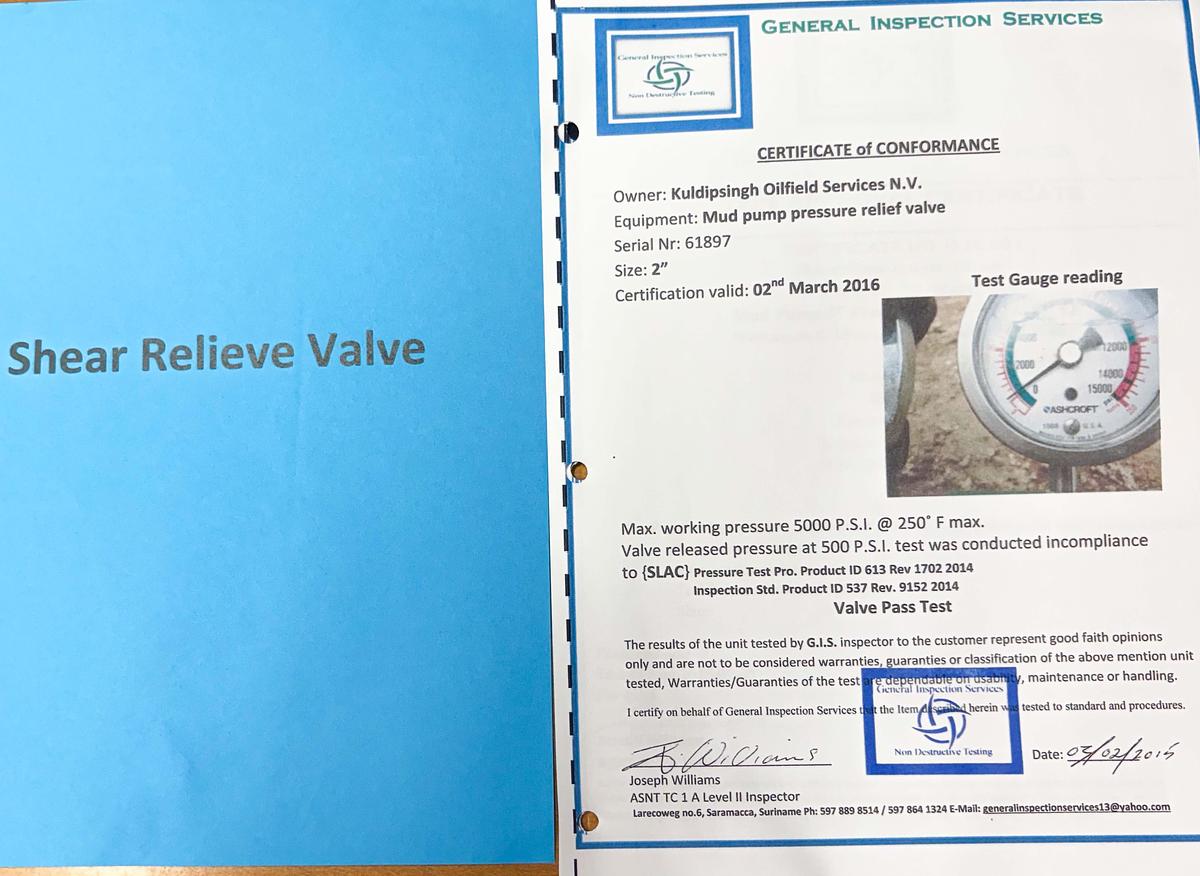 Shear Relieve Valve
GENERAL INSPECTION SERVICES
General Inspection Services
Non Destructive Testing
CERTIFICATE of CONFORMANCE
Owner: Kuldipsingh Oilfield Services N.V.
Equipment: Mud pump pressure relief valve
Serial Nr: 61897
Size: 2”
Certification valid: 02nd March 2016
Test Gauge reading
2000
0
12000
14000
15000
ASHCROFT
U.S.A.
Max. working pressure 5000 P.S.I. @ 250° F max.
Valve released pressure at 500 P.S.I. test was conducted incompliance
to {SLAC} Pressure Test Pro. Product ID 613 Rev 1702 2014
Inspection Std. Product ID 537 Rev. 9152 2014
Valve Pass Test
The results of the unit tested by G.I.S. inspector to the customer represent good faith opinions
only and are not to be considered warranties, guaranties or classification of the above mention unit
tested, Warranties/Guaranties of the test are dependable on usability, maintenance or handling.
General Inspection Services
I certify on behalf of General Inspection Services that the Item described herein was tested to standard and procedures.
Non Destructive Testing
J. Williams
Date: 03/02/2015
Joseph Williams
ASNT TC 1 A Level II Inspector
Larecoweg no.6, Saramacca, Suriname Ph: 597 889 8514 / 597 864 1324 E-Mail: generalinspectionservices13@yahoo.com